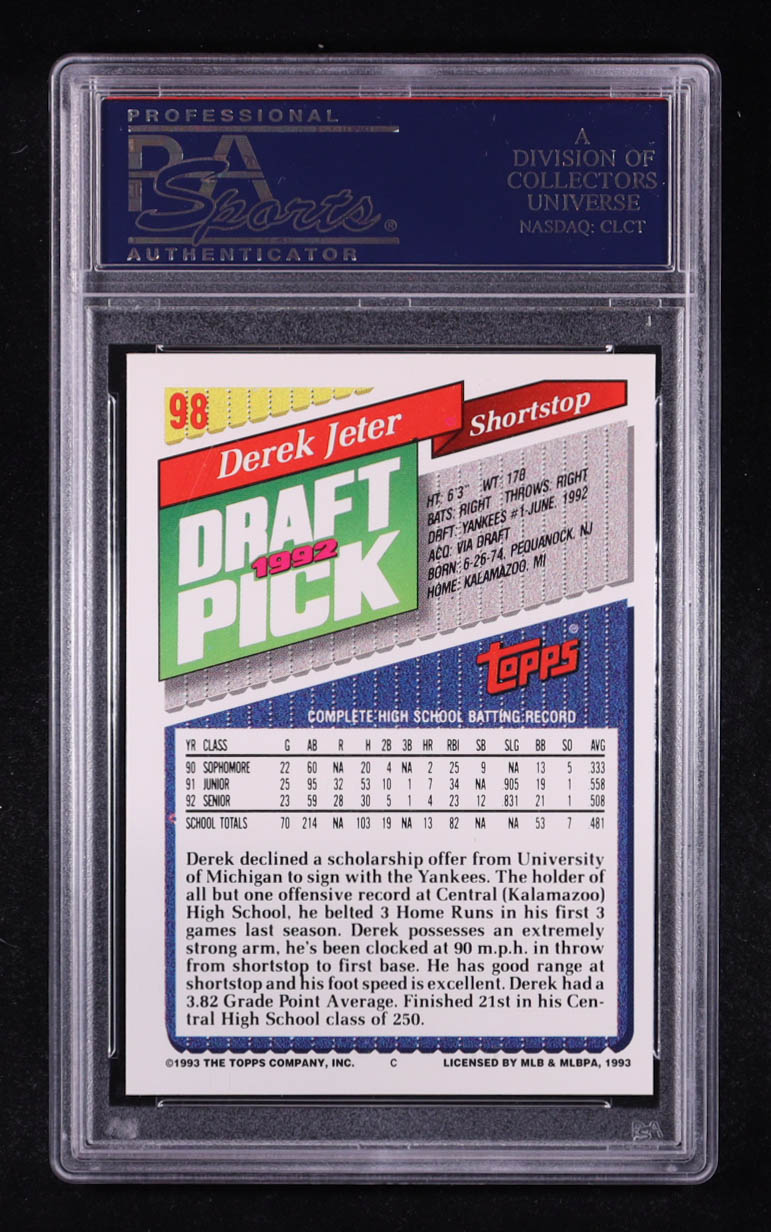 PROFESSIONAL
PSA
Sports®
AUTHENTICATOR
A
DIVISION OF
COLLECTORS
UNIVERSE
NASDAQ: CLCT
98
Derek Jeter
Shortstop
DRAFT
1992
PICK
HT: 6'3" WT: 178
BATS: RIGHT THROWS: RIGHT
DRFT: YANKEES #1-JUNE, 1992
ACQ: VIA DRAFT
BORN: 6-26-74, PEQUANOCK, NJ
HOME: KALAMAZOO, MI
topps®
COMPLETE HIGH SCHOOL BATTING RECORD
YR CLASS G AB R H 2B 3B HR RBI SB SLG BB SO AVG
90 SOPHOMORE 22 60 NA 20 4 NA 2 25 9 NA 13 5 .333
91 JUNIOR 25 95 32 53 10 1 7 34 NA .905 19 1 .558
92 SENIOR 23 59 28 30 5 1 4 23 12 .831 21 1 .508
SCHOOL TOTALS 70 214 NA 103 19 NA 13 82 NA NA 53 7 .481
Derek declined a scholarship offer from University
of Michigan to sign with the Yankees. The holder of
all but one offensive record at Central (Kalamazoo)
High School, he belted 3 Home Runs in his first 3
games last season. Derek possesses an extremely
strong arm, he's been clocked at 90 m.p.h. in throw
from shortstop to first base. He has good range at
shortstop and his foot speed is excellent. Derek had a
3.82 Grade Point Average. Finished 21st in his Cen-
tral High School class of 250.
©1993 THE TOPPS COMPANY, INC. C LICENSED BY MLB & MLBPA, 1993
PSA